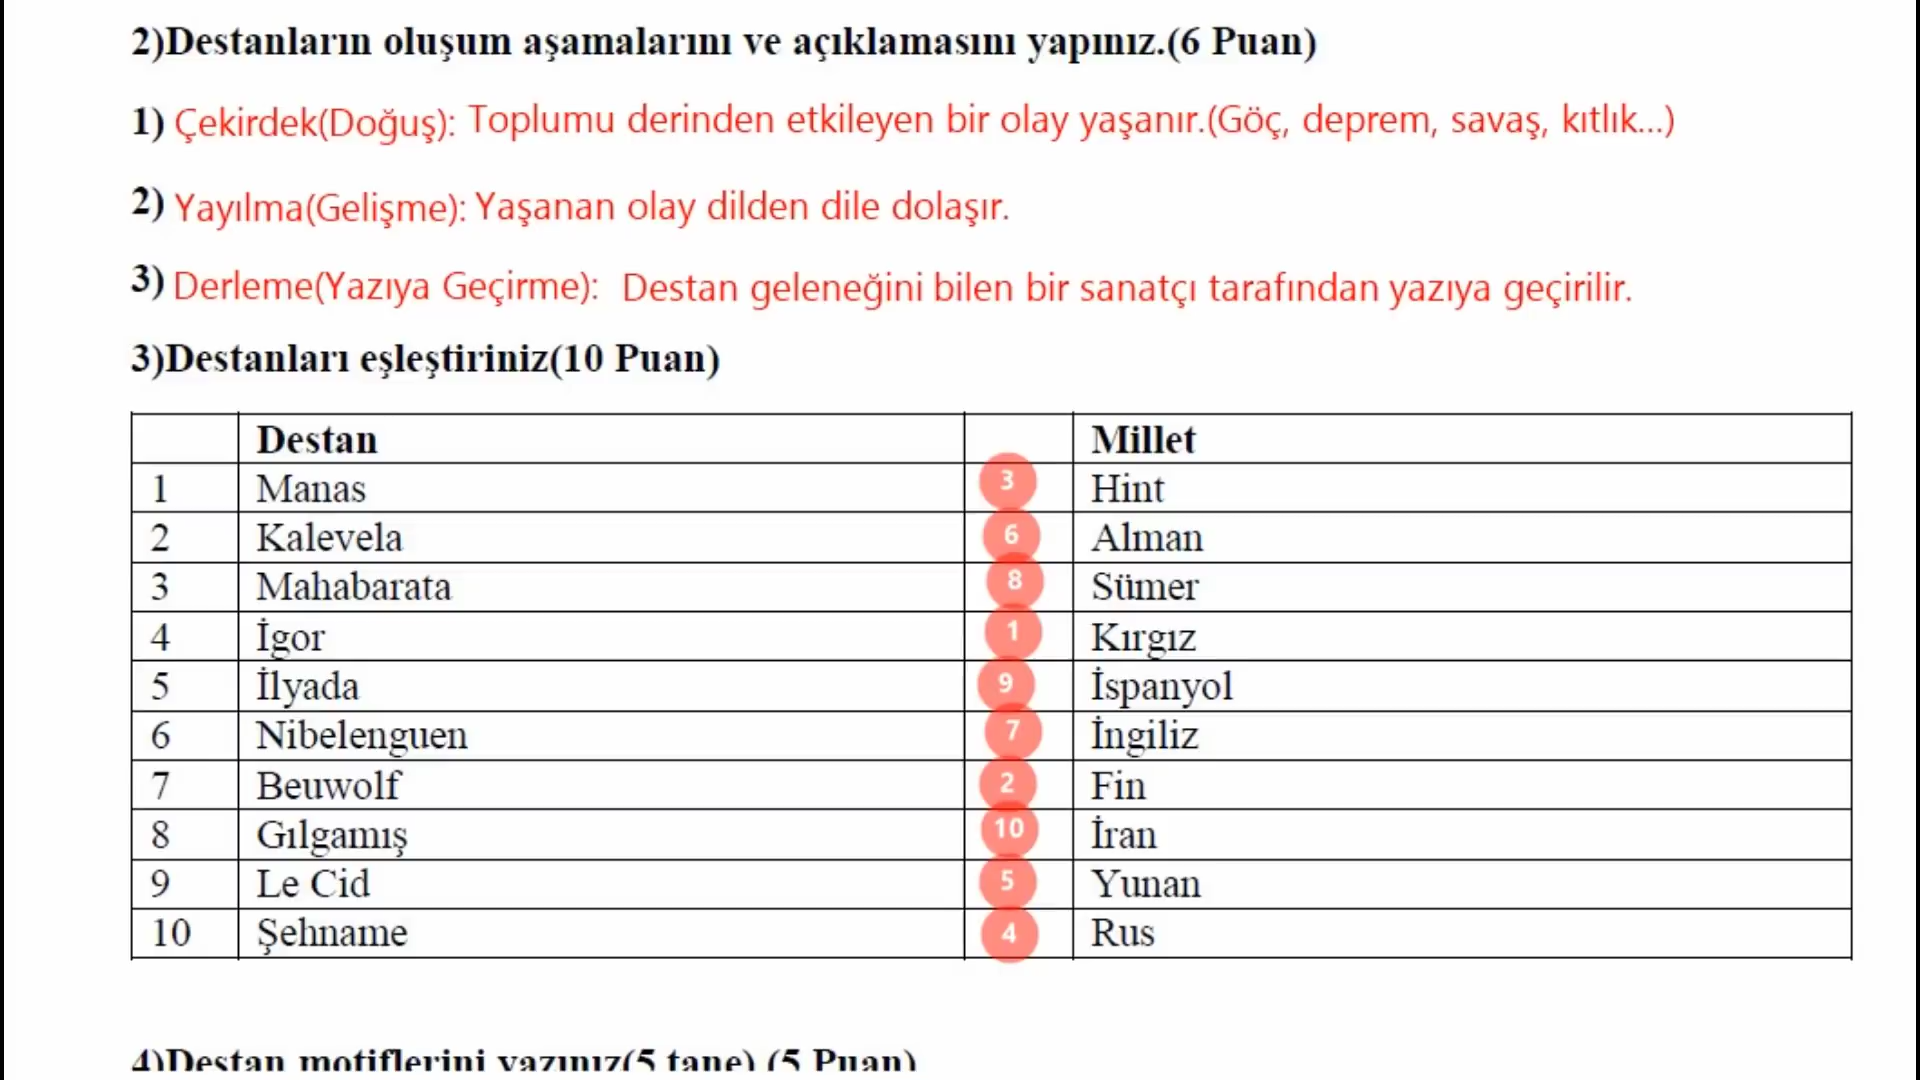 2)Destanların oluşum aşamalarını ve açıklamasını yapınız.(6 Puan)
1) Çekirdek(Doğuş): Toplumu derinden etkileyen bir olay yaşanır.(Göç, deprem, savaş, kıtlık...)
2) Yayılma(Gelişme): Yaşanan olay dilden dile dolaşır.
3) Derleme(Yazıya Geçirme): Destan geleneğini bilen bir sanatçı tarafından yazıya geçirilir.
3)Destanları eşleştiriniz(10 Puan)
Destan Millet
1 Manas 3 Hint
2 Kalevela 6 Alman
3 Mahabarata 8 Sümer
4 İgor 1 Kırgız
5 İlyada 9 İspanyol
6 Nibelenguen 7 İngiliz
7 Beuwolf 2 Fin
8 Gılgamış 10 İran
9 Le Cid 5 Yunan
10 Şehname 4 Rus
4)Destan motiflerini yazınız(5 tane) (5 Puan)